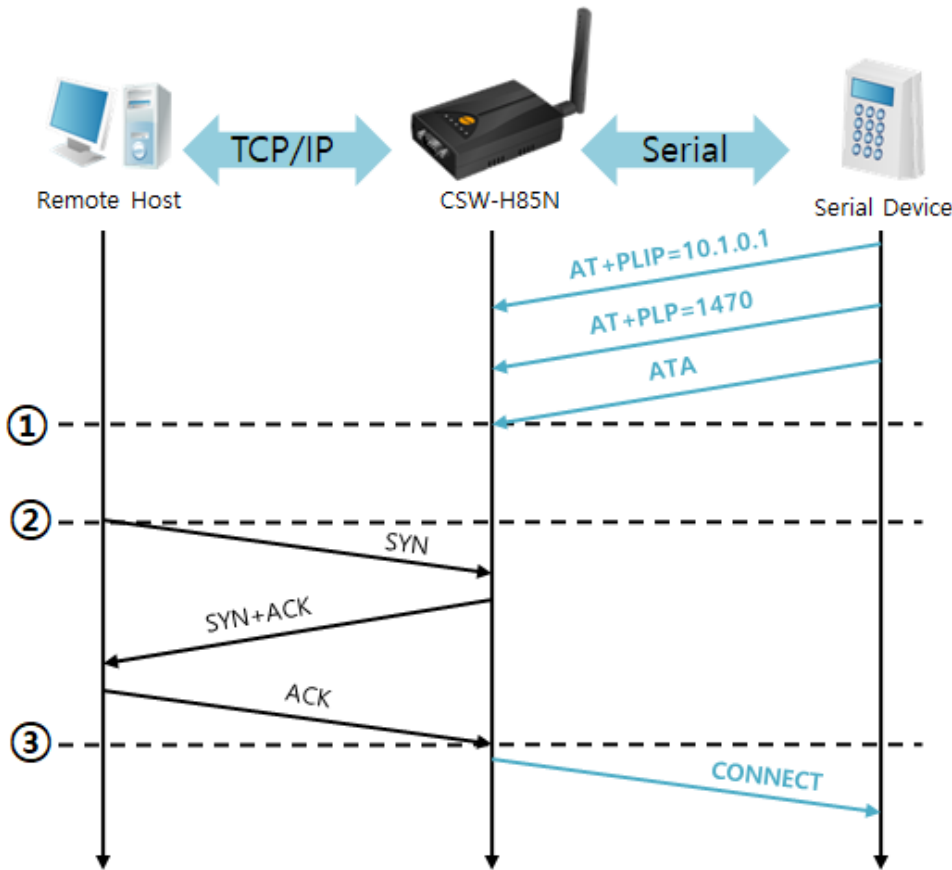 TCP/IP
Serial
Remote Host
CSW-H85N
Serial Device
AT+PLIP=10.1.0.1
AT+PLP=1470
ATA
①
②
SYN
SYN+ACK
ACK
③
CONNECT